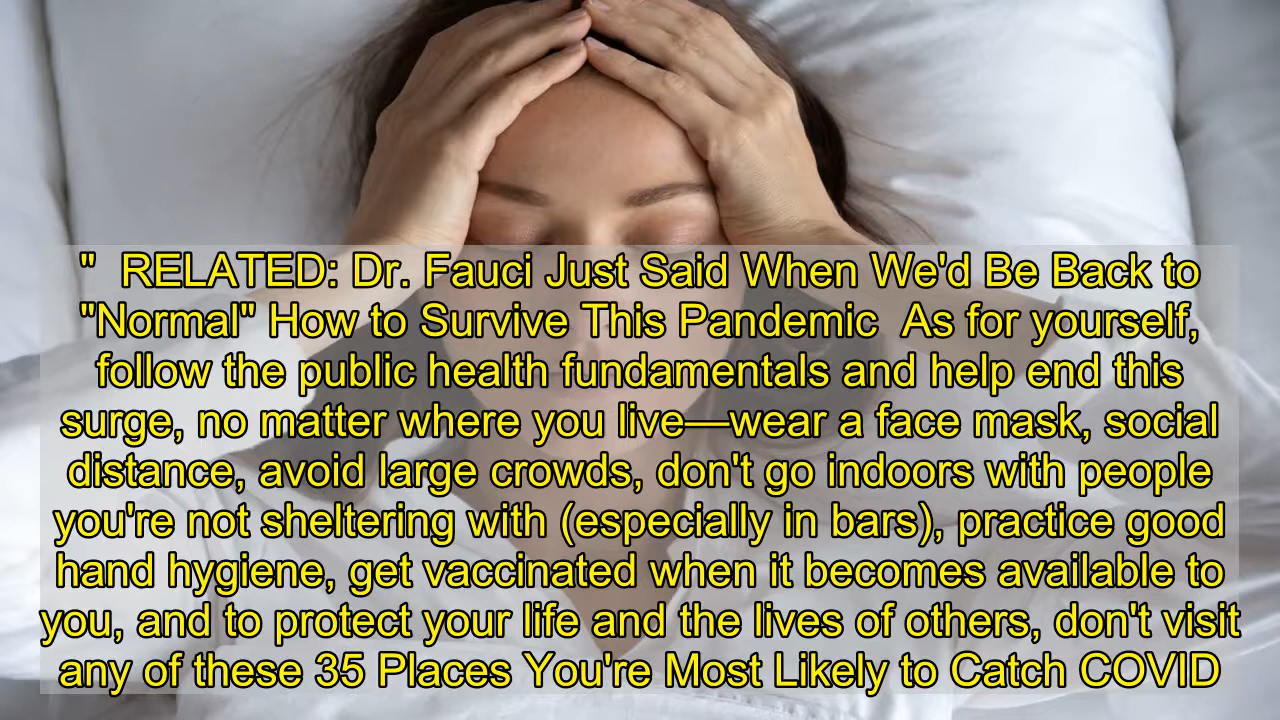 "  RELATED: Dr. Fauci Just Said When We'd Be Back to
"Normal" How to Survive This Pandemic  As for yourself,
follow the public health fundamentals and help end this
surge, no matter where you live—wear a face mask, social
distance, avoid large crowds, don't go indoors with people
you're not sheltering with (especially in bars), practice good
hand hygiene, get vaccinated when it becomes available to
you, and to protect your life and the lives of others, don't visit
any of these 35 Places You're Most Likely to Catch COVID